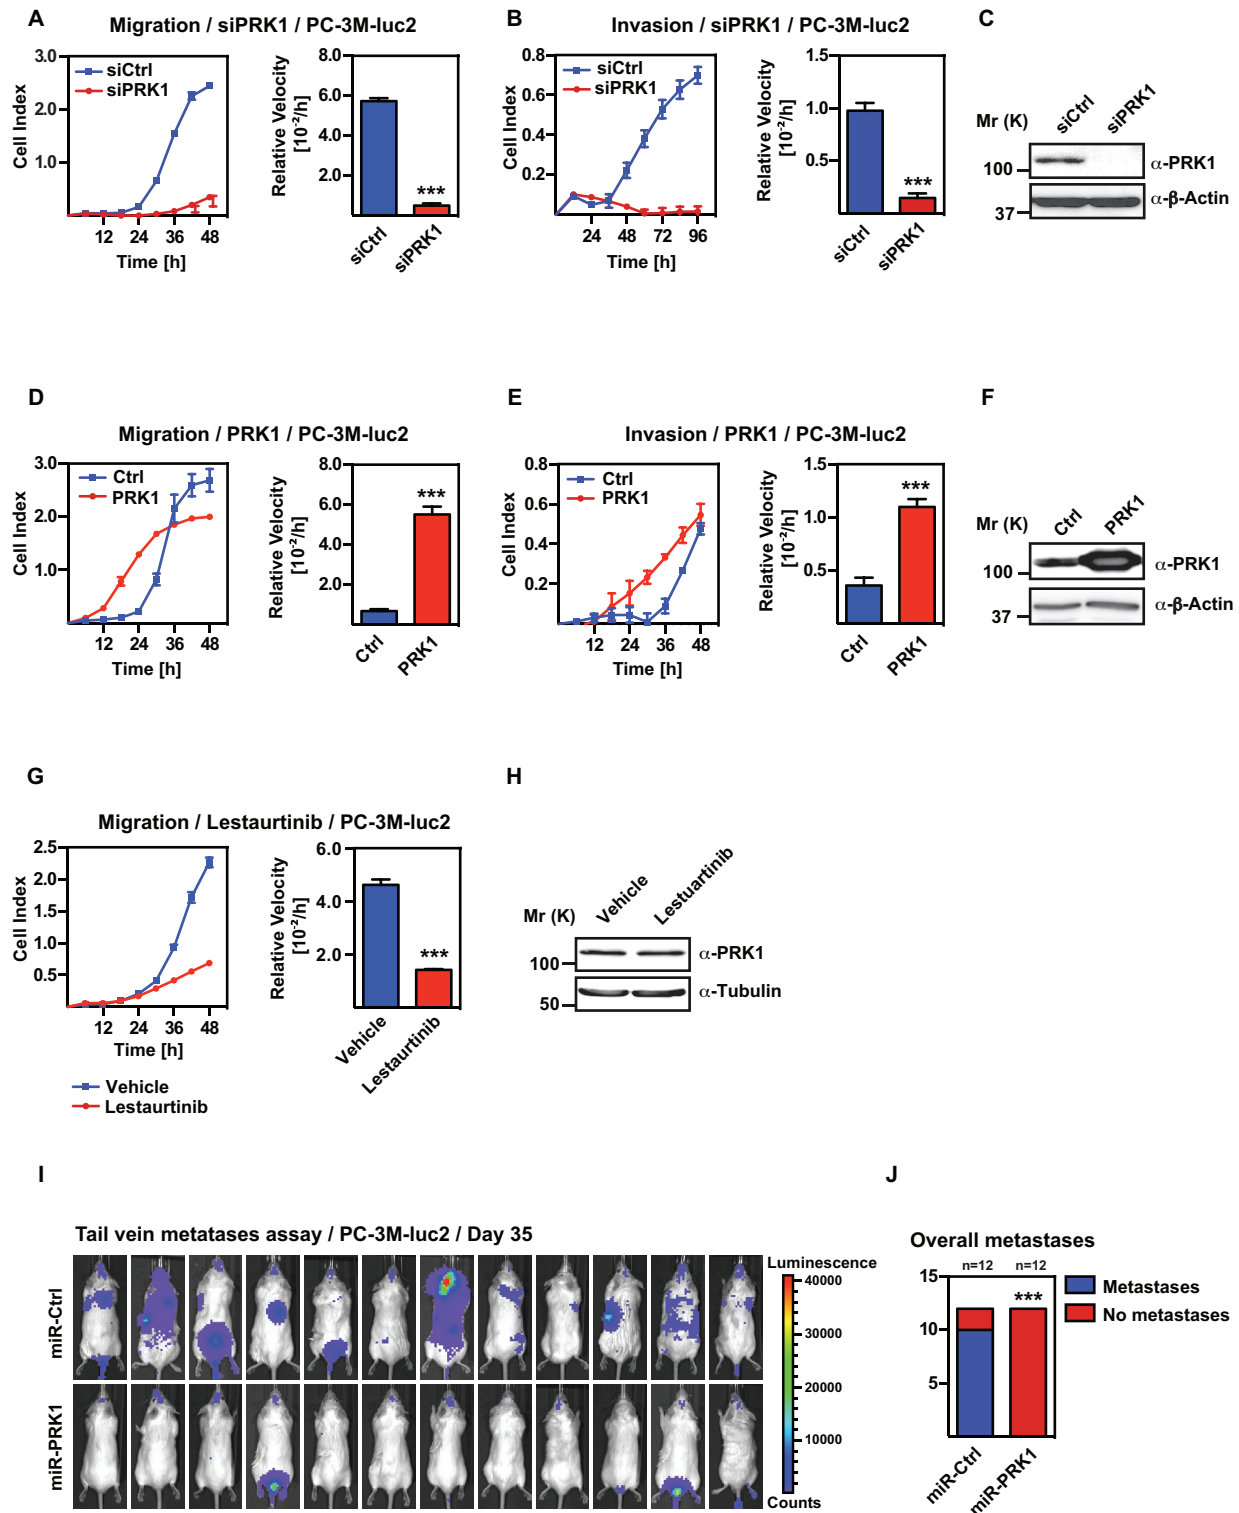 A
Migration / siPRK1 / PC-3M-luc2
3.0
2.0
1.0
Cell Index
siCtrl
siPRK1
12 24 36 48
Time [h]
8.0
6.0
4.0
2.0
Relative Velocity
[10⁻²/h]
***
siCtrl
siPRK1
B
Invasion / siPRK1 / PC-3M-luc2
0.8
0.6
0.4
0.2
Cell Index
siCtrl
siPRK1
24 48 72 96
Time [h]
1.5
1.0
0.5
Relative Velocity
[10⁻²/h]
***
siCtrl
siPRK1
C
Mr (K)
siCtrl
siPRK1
100
α-PRK1
37
α-β-Actin
D
Migration / PRK1 / PC-3M-luc2
3.0
2.0
1.0
Cell Index
Ctrl
PRK1
12 24 36 48
Time [h]
8.0
6.0
4.0
2.0
Relative Velocity
[10⁻²/h]
***
Ctrl
PRK1
E
Invasion / PRK1 / PC-3M-luc2
0.8
0.6
0.4
0.2
Cell Index
Ctrl
PRK1
12 24 36 48
Time [h]
1.5
1.0
0.5
Relative Velocity
[10⁻²/h]
***
Ctrl
PRK1
F
Mr (K)
Ctrl
PRK1
100
α-PRK1
37
α-β-Actin
G
Migration / Lestaurtinib / PC-3M-luc2
2.5
2.0
1.5
1.0
0.5
Cell Index
12 24 36 48
Time [h]
Vehicle
Lestaurtinib
6.0
4.0
2.0
Relative Velocity
[10⁻²/h]
***
Vehicle
Lestaurtinib
H
Mr (K)
Vehicle
Lestuartinib
100
α-PRK1
50
α-Tubulin
I
Tail vein metatases assay / PC-3M-luc2 / Day 35
miR-Ctrl
miR-PRK1
Luminescence
40000
30000
20000
10000
Counts
J
Overall metastases
n=12 n=12
15
10
5
***
Metastases
No metastases
miR-Ctrl
miR-PRK1